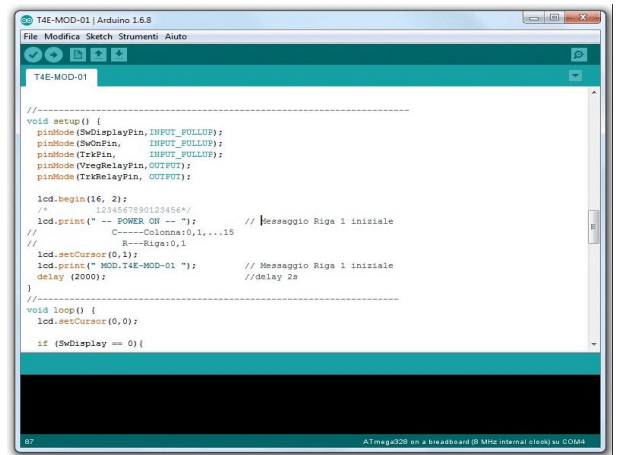 T4E-MOD-01 | Arduino 1.6.8
File Modifica Sketch Strumenti Aiuto
T4E-MOD-01
//------------------------------------------------------------------------
void setup() {
  pinMode(SwDisplayPin,INPUT_PULLUP);
  pinMode(SwOnPin,     INPUT_PULLUP);
  pinMode(TrkPin,      INPUT_PULLUP);
  pinMode(VregRelayPin,OUTPUT);
  pinMode(TrkRelayPin, OUTPUT);
  lcd.begin(16, 2);
  /*       1234567890123456*/
  lcd.print(" -- POWER ON -- ");         // Messaggio Riga 1 iniziale
//              C-----Colonna:0,1,...15
//                R---Riga:0,1
  lcd.setCursor(0,1);
  lcd.print(" MOD.T4E-MOD-01 ");         // Messaggio Riga 1 iniziale
  delay (2000);                          //delay 2s
}
//----------------------------------------------------------------------
void loop() {
  lcd.setCursor(0,0);
  if (SwDisplay == 0){
87
ATmega328 on a breadboard (8 MHz internal clock) su COM4